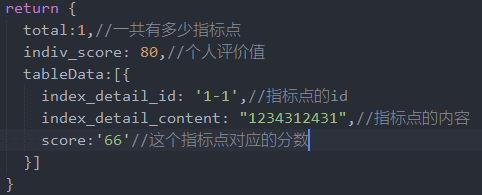 return {
total:1,//一共有多少指标点
indiv_score: 80,//个人评价值
tableData:[{
index_detail_id: '1-1',//指标点的id
index_detail_content: "1234312431",//指标点的内容
score:'66'//这个指标点对应的分数
}]
}